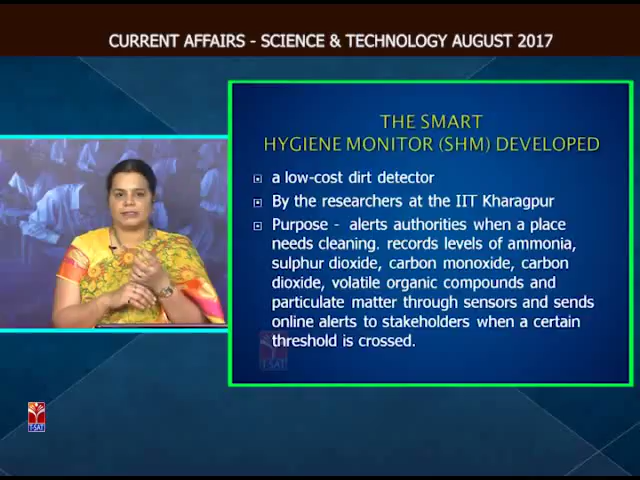 CURRENT AFFAIRS - SCIENCE & TECHNOLOGY AUGUST 2017
THE SMART
HYGIENE MONITOR (SHM) DEVELOPED
a low-cost dirt detector
By the researchers at the IIT Kharagpur
Purpose - alerts authorities when a place
needs cleaning. records levels of ammonia,
sulphur dioxide, carbon monoxide, carbon
dioxide, volatile organic compounds and
particulate matter through sensors and sends
online alerts to stakeholders when a certain
threshold is crossed.
T-SAT
T-SAT